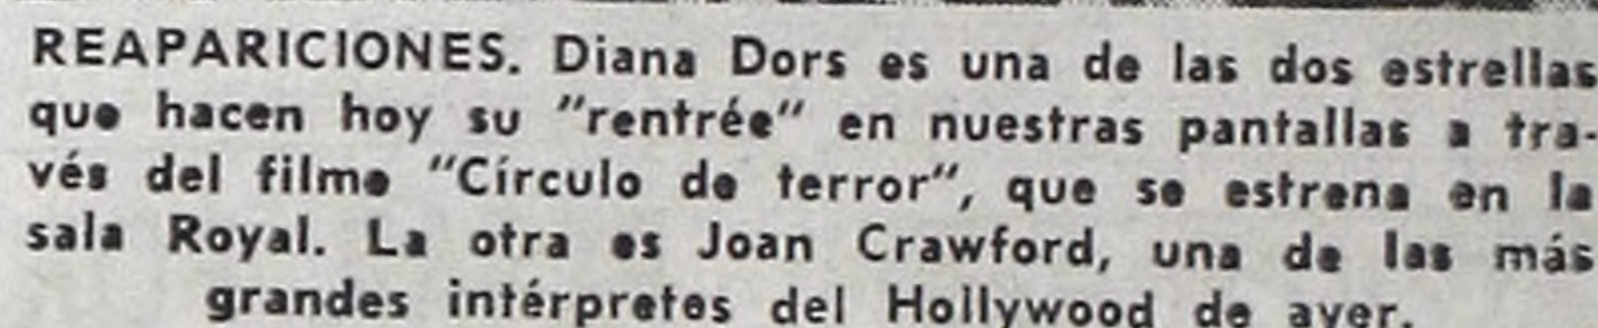 REAPARICIONES. Diana Dors es una de las dos estrellas
que hacen hoy su "rentrée" en nuestras pantallas a tra-
vés del filme "Círculo de terror", que se estrena en la
sala Royal. La otra es Joan Crawford, una de las más
grandes intérpretes del Hollywood de ayer.